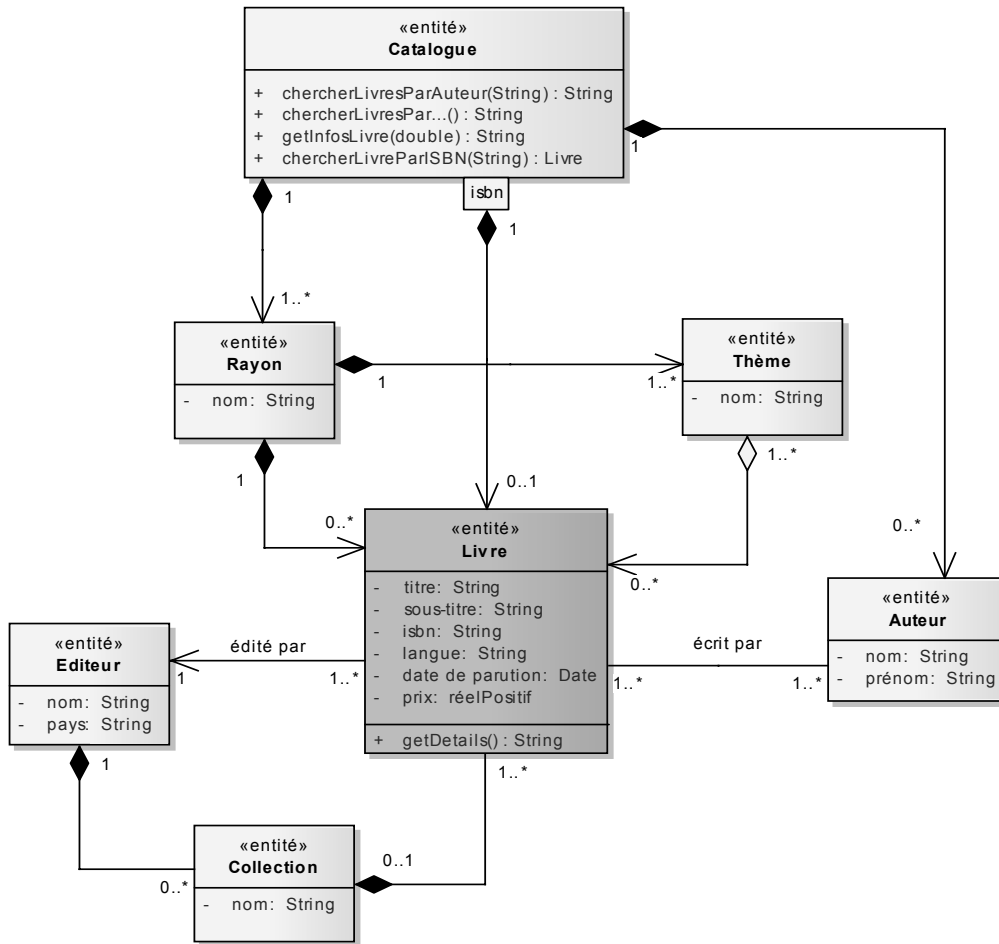 «entité»
Catalogue
+ chercherLivresParAuteur(String) : String
+ chercherLivresPar...() : String
+ getInfosLivre(double) : String
+ chercherLivreParISBN(String) : Livre
1
isbn
1
1
1..*
«entité»
Rayon
- nom: String
1
1..*
«entité»
Thème
- nom: String
1..*
1
0..1
0..*
0..*
0..*
«entité»
Livre
- titre: String
- sous-titre: String
- isbn: String
- langue: String
- date de parution: Date
- prix: réelPositif
+ getDetails() : String
«entité»
Auteur
- nom: String
- prénom: String
écrit par
1..*
1..*
édité par
1
1..*
«entité»
Editeur
- nom: String
- pays: String
1
1..*
«entité»
Collection
- nom: String
0..1
0..*